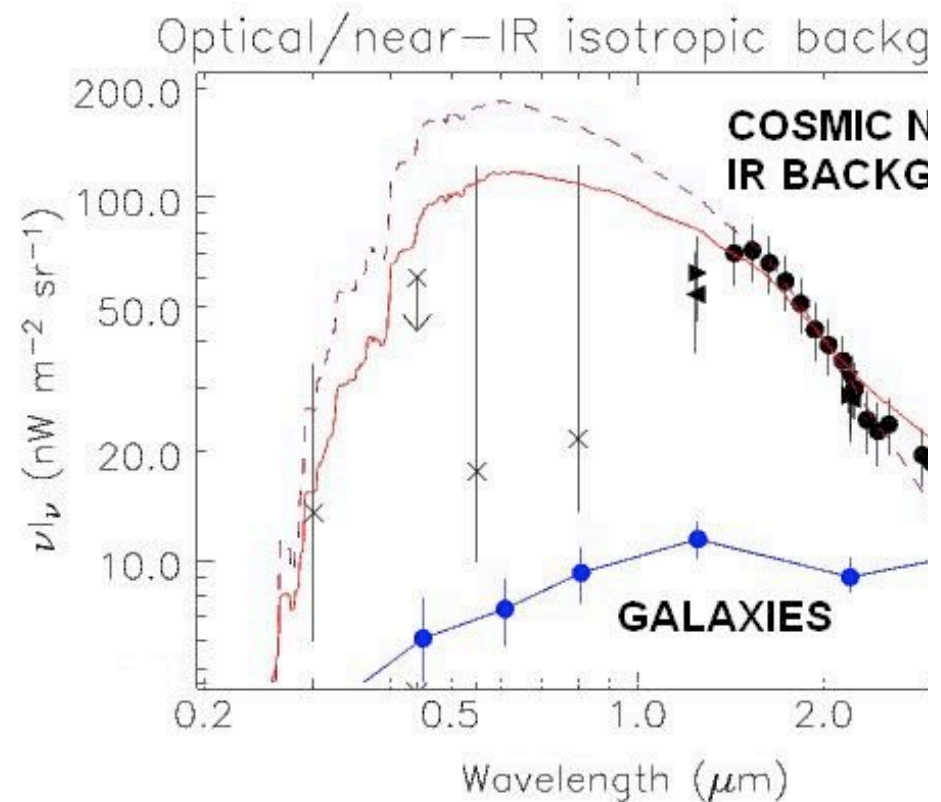 Optical/near-IR isotropic backg
200.0
COSMIC N
IR BACKG
100.0
50.0
20.0
10.0
GALAXIES
νIν (nW m−2 sr−1)
0.2
0.5
1.0
2.0
Wavelength (μm)